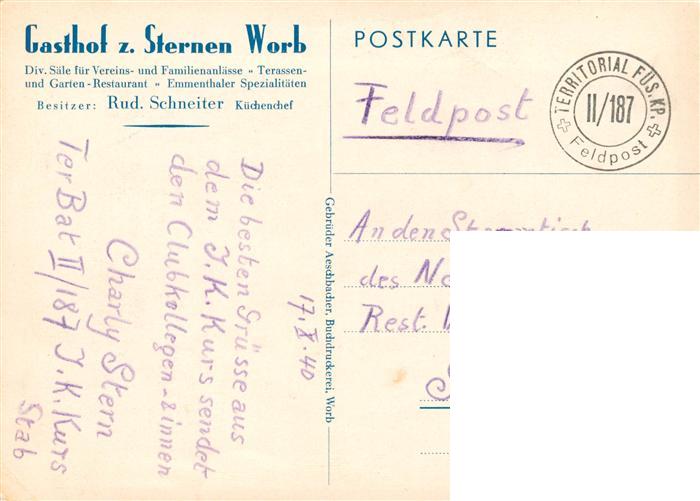 Gasthof z. Sternen Worb
Div. Säle für Vereins- und Familienanlässe » Terassen-
und Garten-Restaurant » Emmenthaler Spezialitäten
Besitzer: Rud. Schneiter Küchenchef
Die besten Grüsse aus
dem J.K. Kurs sendet
den Clubkollegen-&innen
Charly Stern
Ter Bat II/187 J.K. Kurs
Stab
17. X. 40
Gebrüder Aeschbacher, Buchdruckerei, Worb
POSTKARTE
Feldpost
TERRITORIAL FÜS. KP.
II/187
Feldpost
An den
des
Rest.